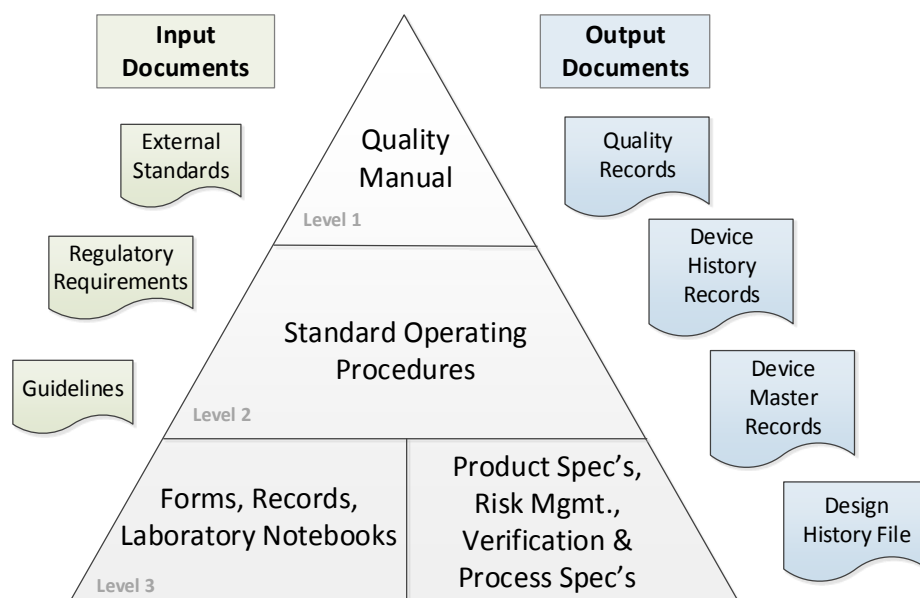 Input
Documents
Output
Documents
External
Standards
Regulatory
Requirements
Guidelines
Quality
Manual
Level 1
Standard Operating
Procedures
Level 2
Forms, Records,
Laboratory Notebooks
Level 3
Product Spec's,
Risk Mgmt.,
Verification &
Process Spec's
Quality
Records
Device
History
Records
Device
Master
Records
Design
History File